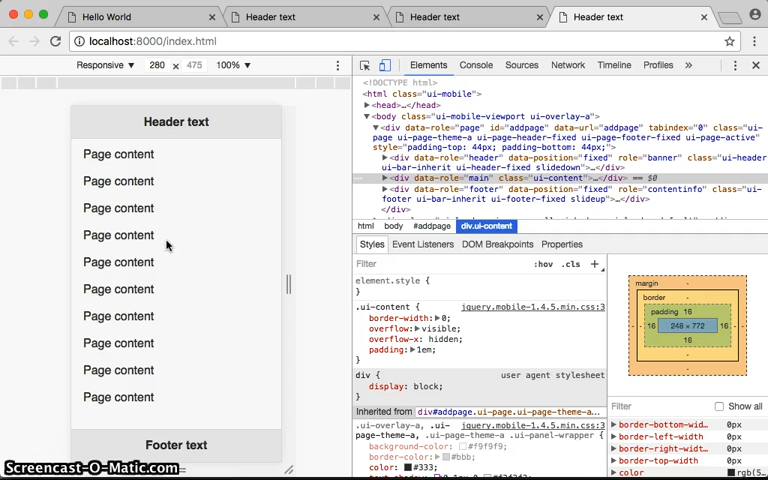 Hello World
Header text
Header text
Header text
localhost:8000/index.html
Responsive ▼ 280 × 475 100% ▼
Elements Console Sources Network Timeline Profiles »
<!DOCTYPE html>
<html class="ui-mobile">
<head>…</head>
<body class="ui-mobile-viewport ui-overlay-a">
<div data-role="page" id="addpage" data-url="addpage" tabindex="0" class="ui-
page ui-page-theme-a ui-page-header-fixed ui-page-footer-fixed ui-page-active"
style="padding-top: 44px; padding-bottom: 44px;">
<div data-role="header" data-position="fixed" role="banner" class="ui-header
ui-bar-inherit ui-header-fixed slidedown">…</div>
<div data-role="main" class="ui-content">…</div> == $0
<div data-role="footer" data-position="fixed" role="contentinfo" class="ui-
footer ui-bar-inherit ui-footer-fixed slideup">…</div>
</div>
html body #addpage div.ui-content
Styles Event Listeners DOM Breakpoints Properties
Filter :hov .cls +
element.style {
}
.ui-content { jquery.mobile-1.4.5.min.css:3
border-width: 0;
overflow: visible;
overflow-x: hidden;
padding: 1em;
}
div { user agent stylesheet
display: block;
}
Inherited from div#addpage.ui-page.ui-page-theme-a…
.ui-overlay-a, .ui- jquery.mobile-1.4.5.min.css:3
page-theme-a, .ui-page-theme-a .ui-panel-wrapper {
background-color: #f9f9f9;
border-color: #bbb;
color: #333;
margin -
border -
padding 16
- - 16 248 × 772 16 - -
16
-
-
Filter Show all
border-bottom-wid… 0px
border-left-width 0px
border-right-widt… 0px
border-top-width 0px
color rgb(5…
Header text
Page content
Page content
Page content
Page content
Page content
Page content
Page content
Page content
Page content
Page content
Footer text
Screencast-O-Matic.com